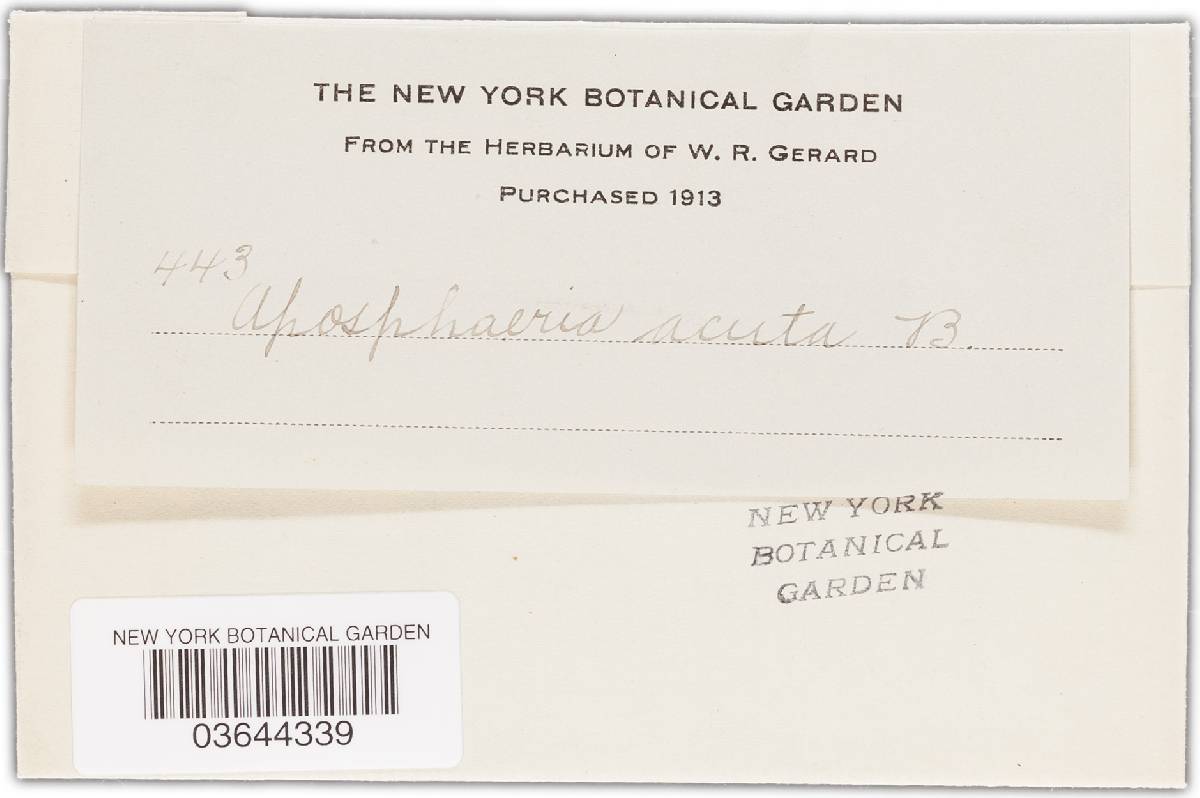 THE NEW YORK BOTANICAL GARDEN
FROM THE HERBARIUM OF W. R. GERARD
PURCHASED 1913
443
Aposphaeria acuta B.
NEW YORK
BOTANICAL
GARDEN
NEW YORK BOTANICAL GARDEN
03644339